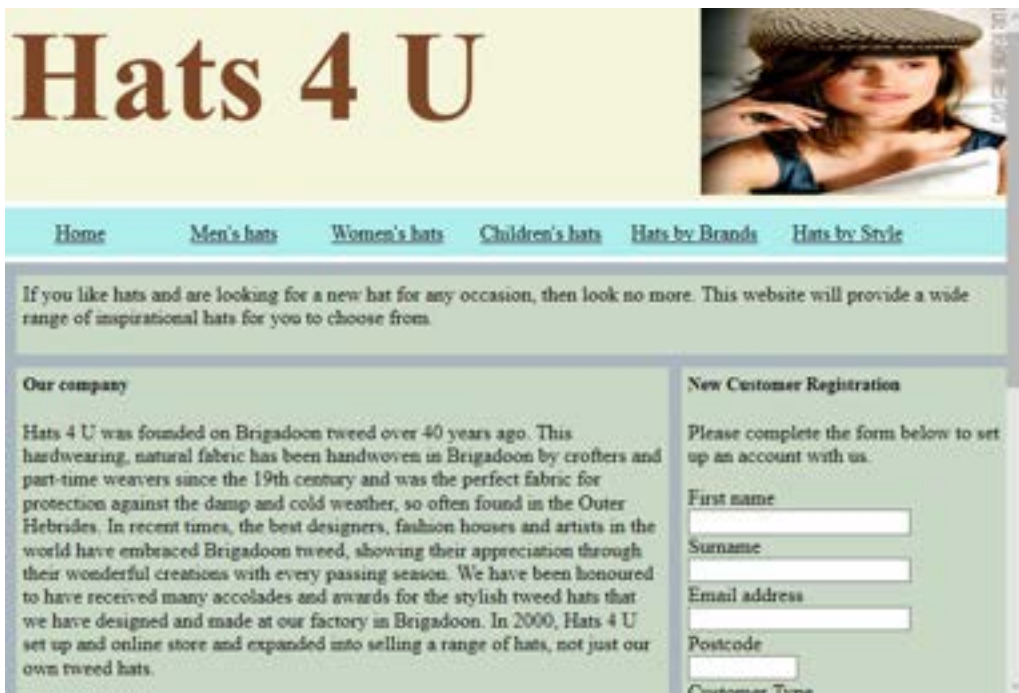 Hats 4 U
Home Men's hats Women's hats Children's hats Hats by Brands Hats by Style
If you like hats and are looking for a new hat for any occasion, then look no more. This website will provide a wide
range of inspirational hats for you to choose from.
Our company
Hats 4 U was founded on Brigadoon tweed over 40 years ago. This
hardwearing, natural fabric has been handwoven in Brigadoon by crofters and
part-time weavers since the 19th century and was the perfect fabric for
protection against the damp and cold weather, so often found in the Outer
Hebrides. In recent times, the best designers, fashion houses and artists in the
world have embraced Brigadoon tweed, showing their appreciation through
their wonderful creations with every passing season. We have been honoured
to have received many accolades and awards for the stylish tweed hats that
we have designed and made at our factory in Brigadoon. In 2000, Hats 4 U
set up and online store and expanded into selling a range of hats, not just our
own tweed hats.
New Customer Registration
Please complete the form below to set
up an account with us.
First name
Surname
Email address
Postcode
Customer Type